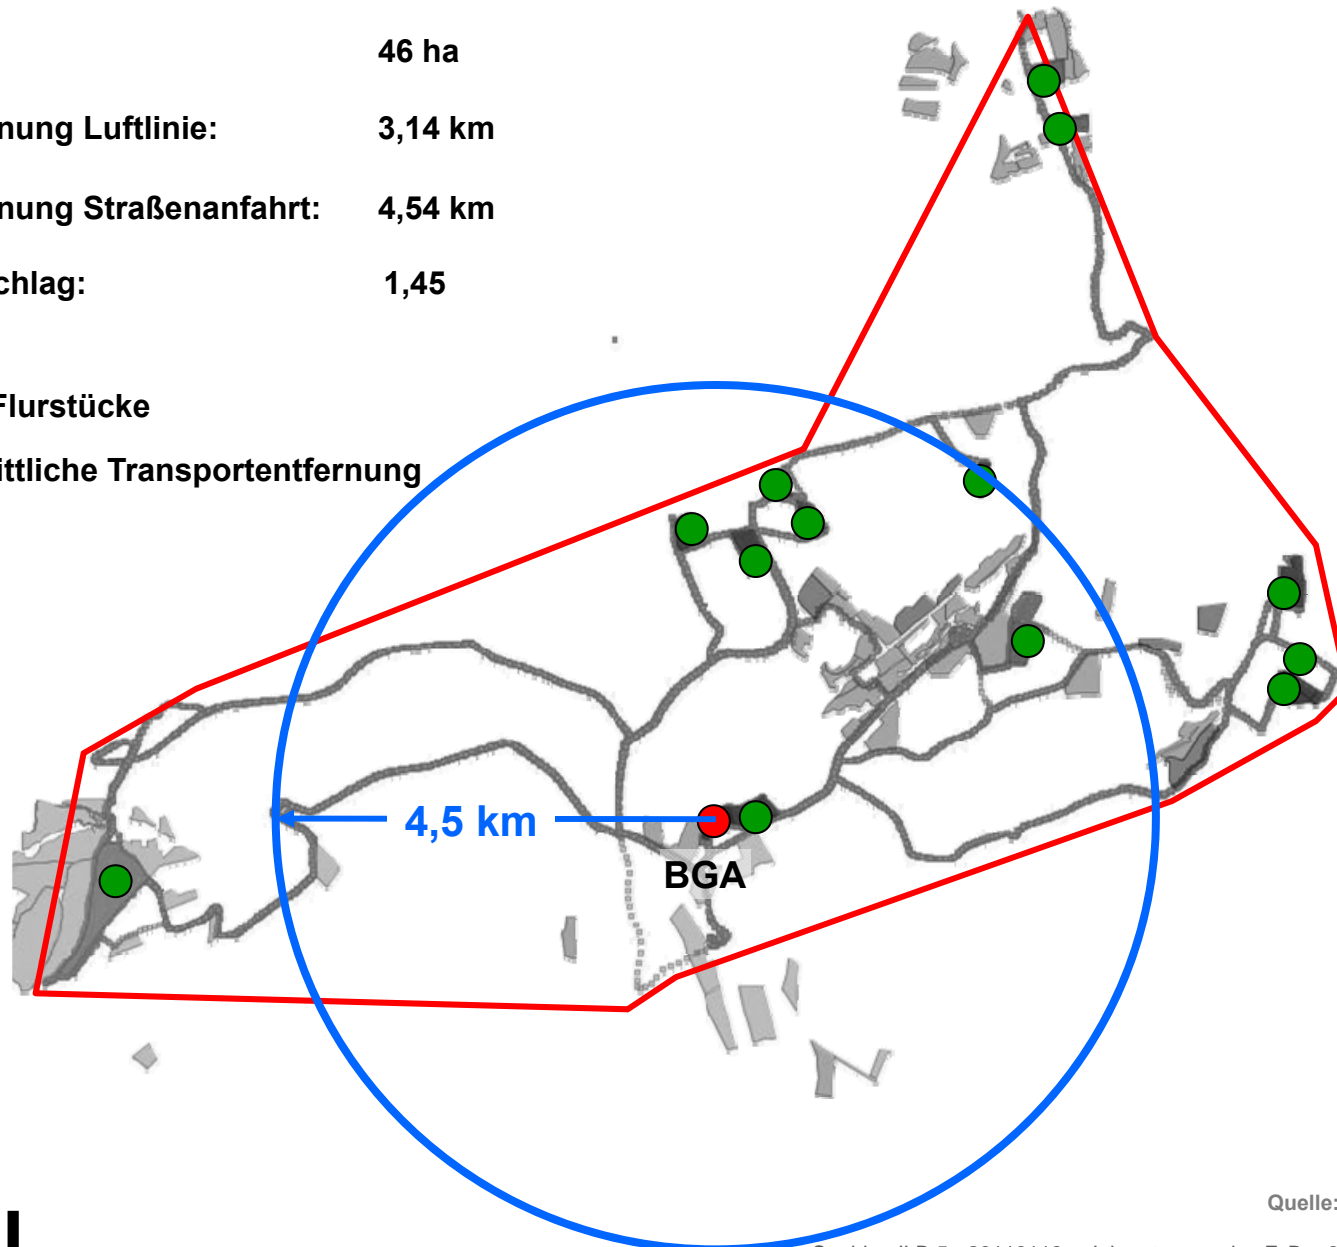 46 ha
nung Luftlinie: 3,14 km
nung Straßenanfahrt: 4,54 km
chlag: 1,45
Flurstücke
ittliche Transportentfernung
4,5 km
BGA
Quelle: